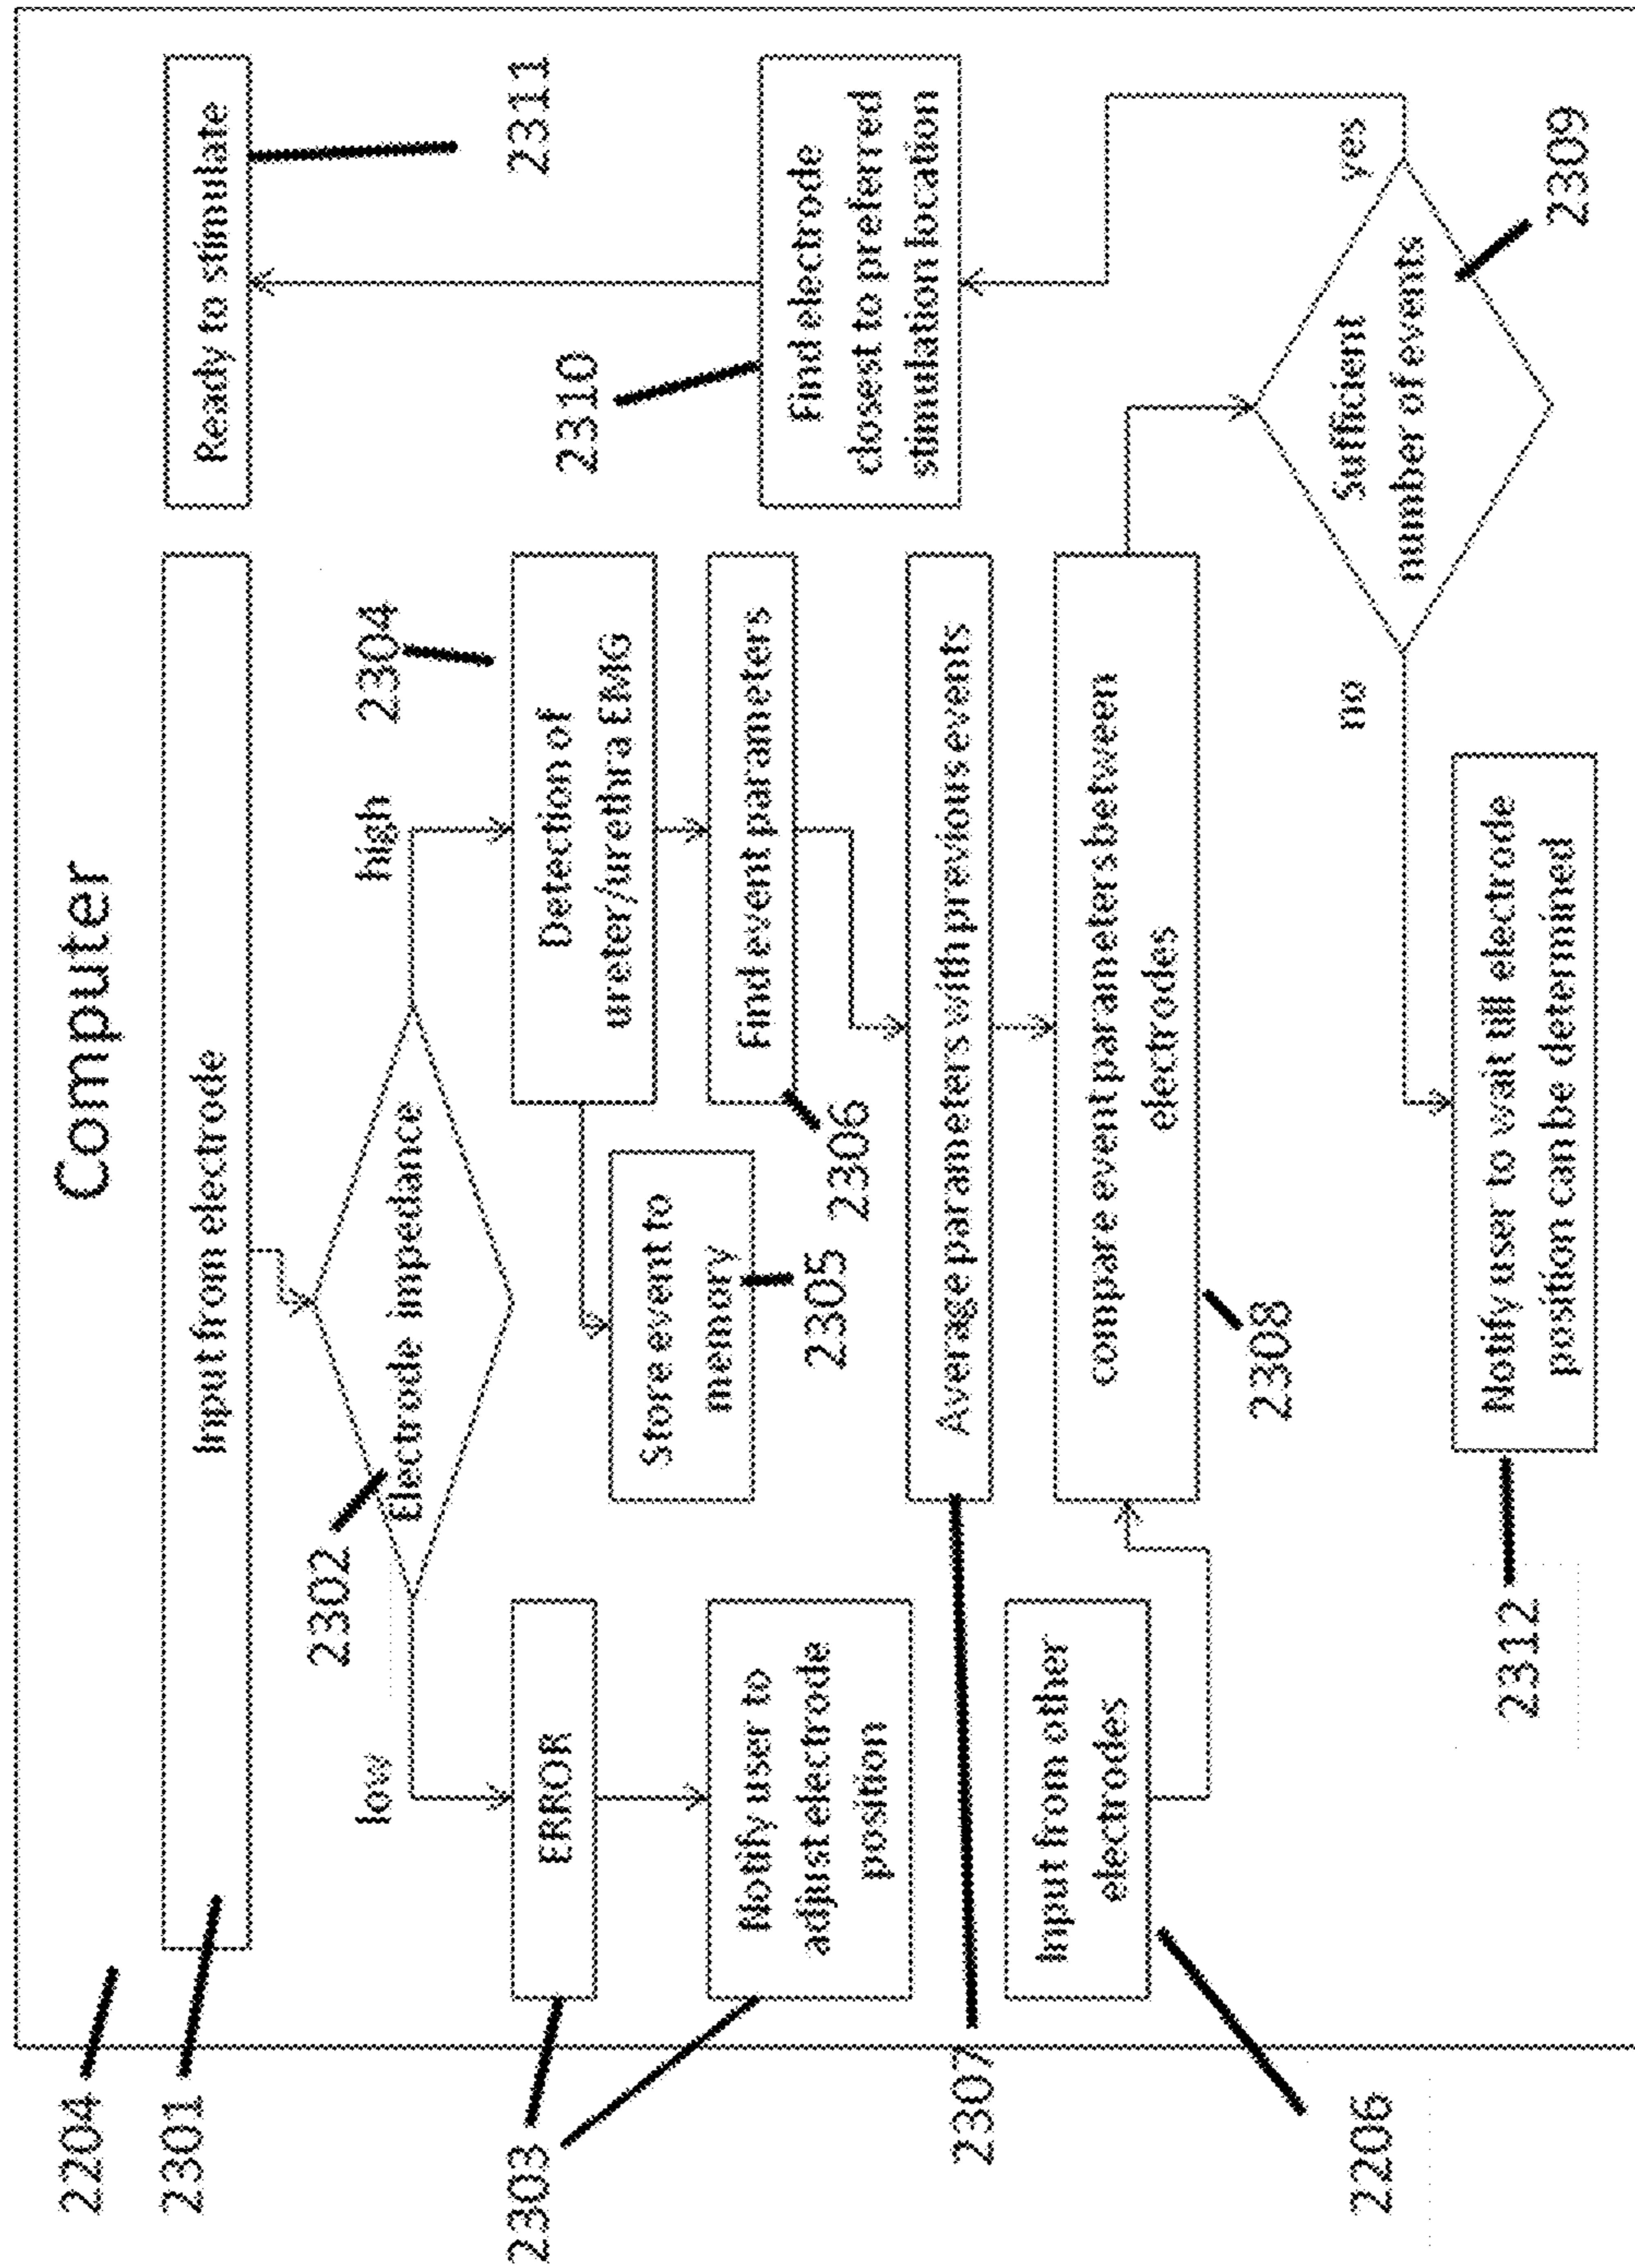 Computer
2204
2301
Input from electrode
Ready to stimulate
2311
2302
Electrode impedance
low
high
2303
ERROR
2304
Detection of
ureter/urethra EMG
2310
Store event to
memory
2305
Notify user to
adjust electrode
position
Find event parameters
2306
Find electrode
closest to preferred
stimulation location
2307
Average parameters with previous events
Input from other
electrodes
2206
compare event parameters between
electrodes
2308
Sufficient
number of events
no
yes
2309
2312
Notify user to wait till electrode
position can be determined